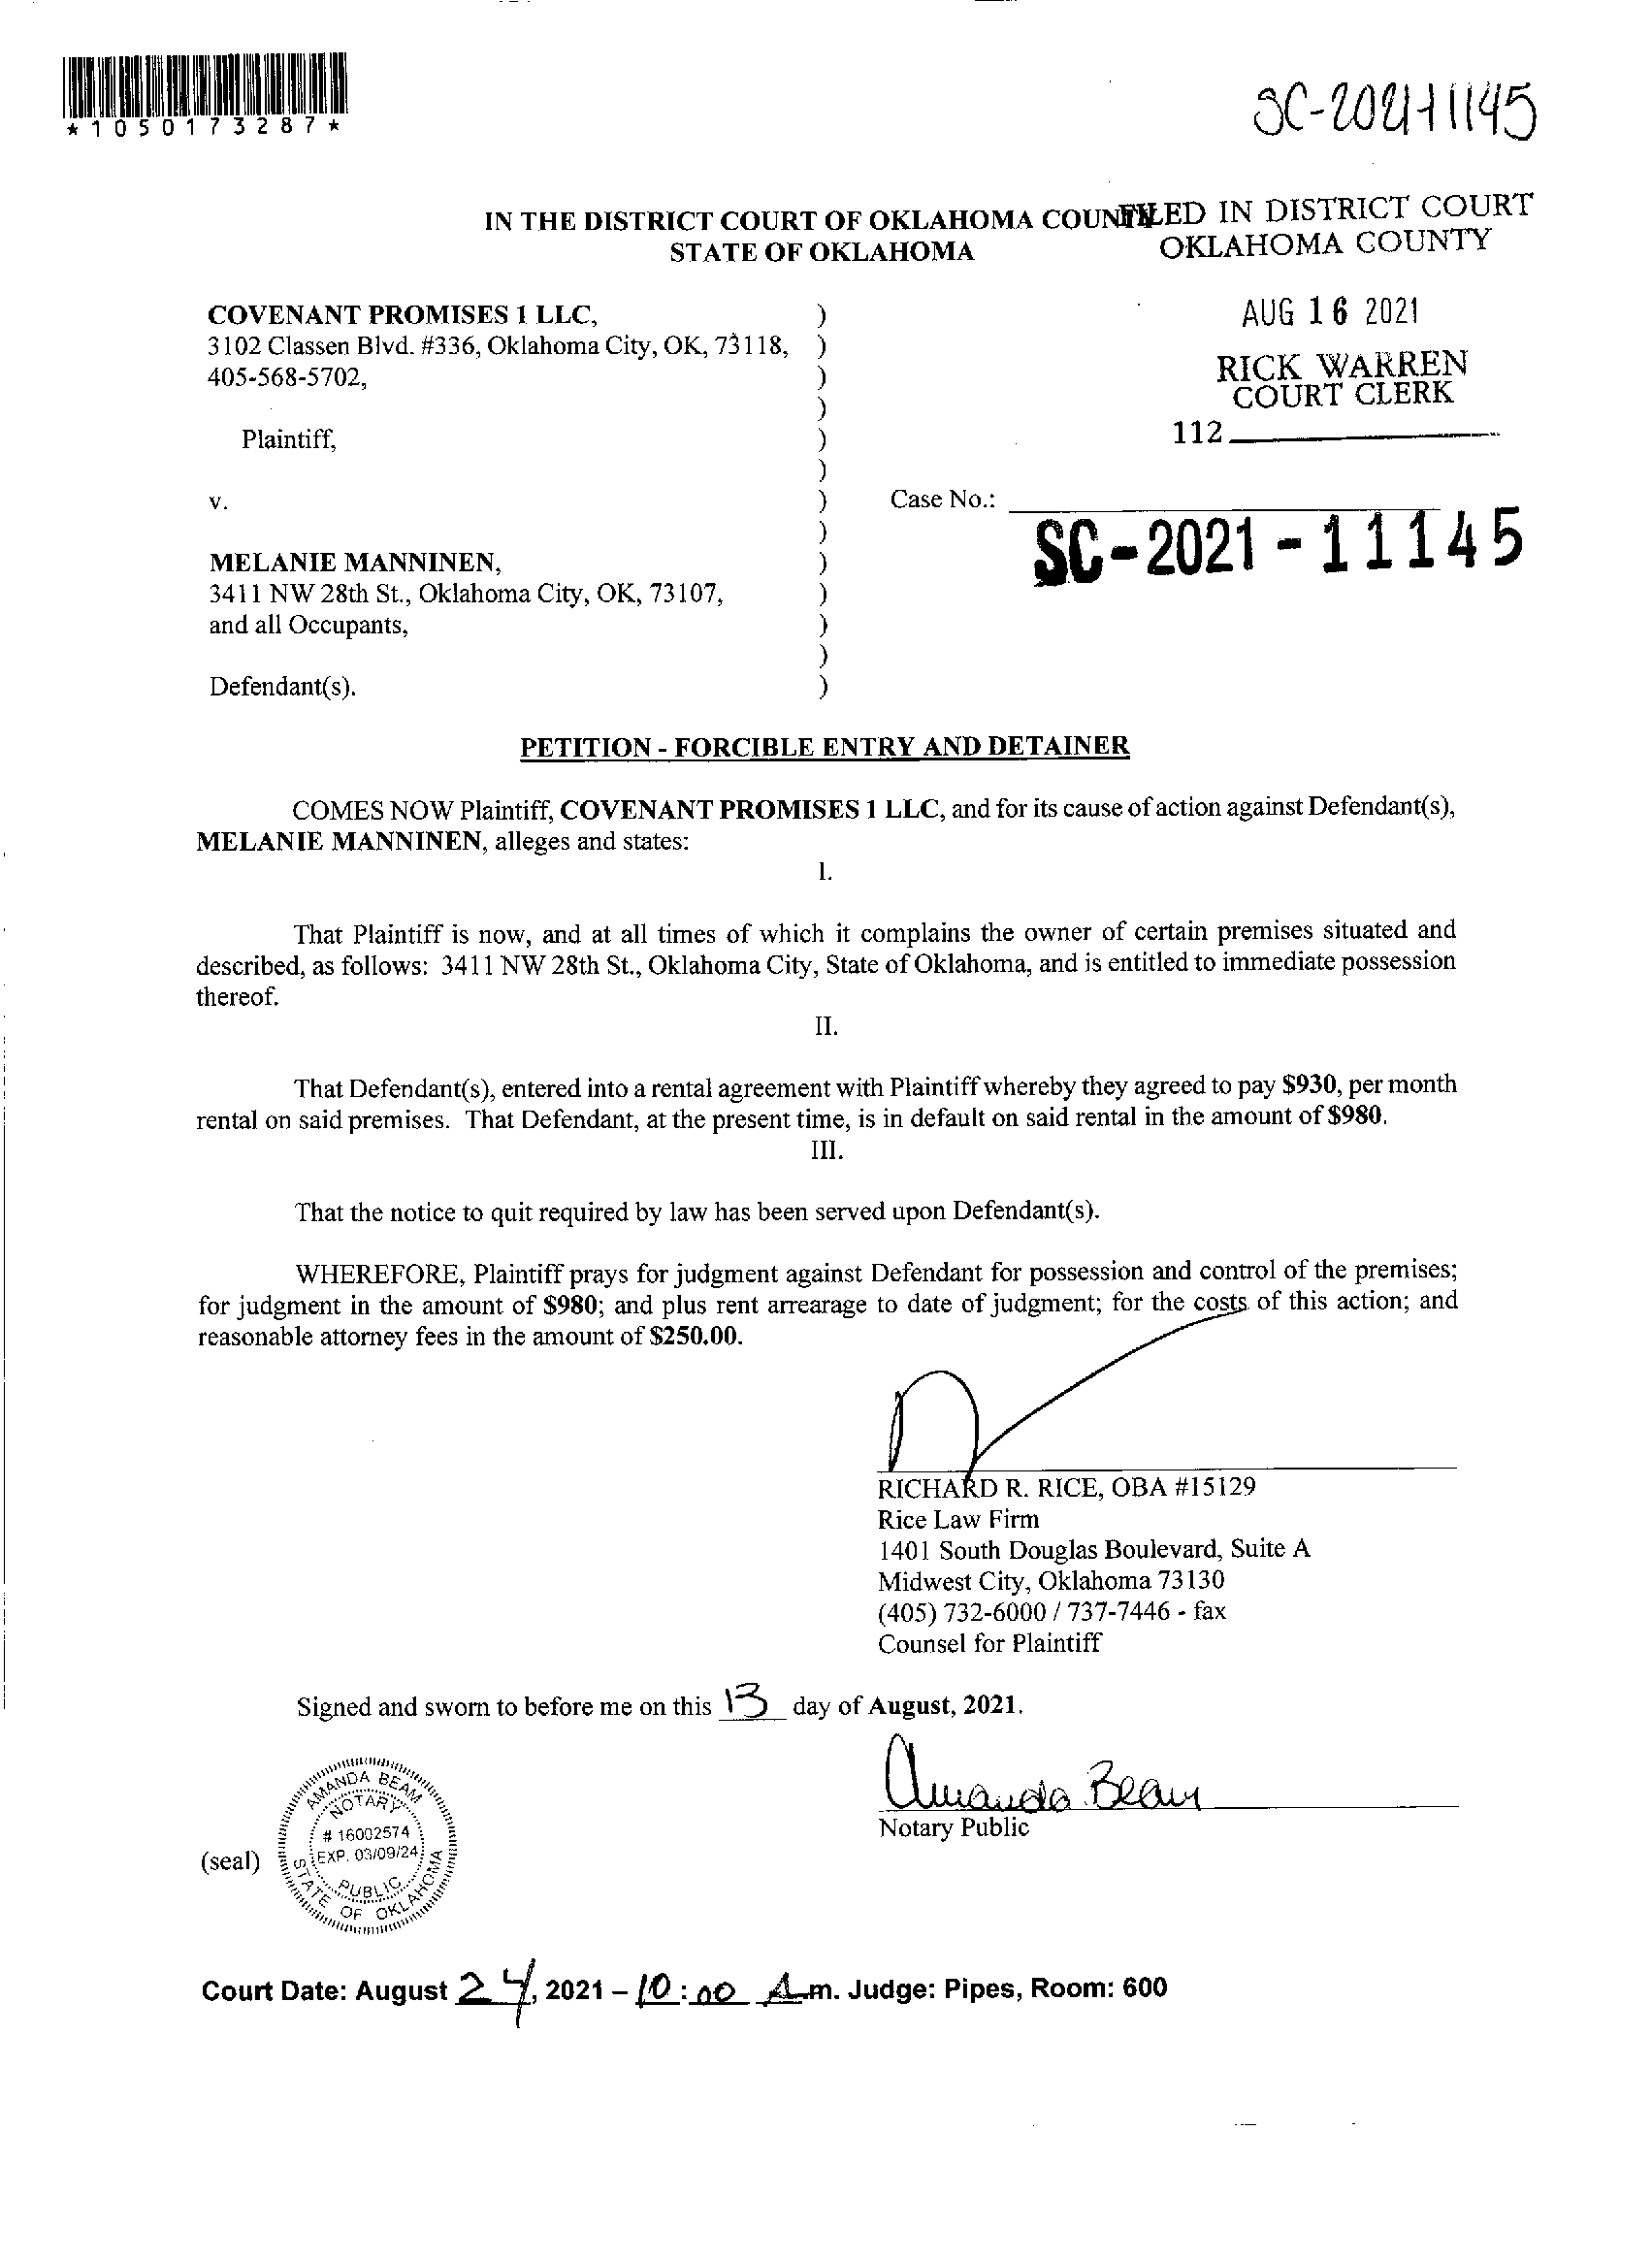 *1050173287*
SC-2021-11145
IN THE DISTRICT COURT OF OKLAHOMA COUNTY
FILED IN DISTRICT COURT
STATE OF OKLAHOMA
OKLAHOMA COUNTY
COVENANT PROMISES 1 LLC, )
AUG 16 2021
3102 Classen Blvd. #336, Oklahoma City, OK, 73118, )
405-568-5702, )
RICK WARREN
COURT CLERK
)
112
Plaintiff, )
)
v. )
Case No.:
)
SC-2021-11145
MELANIE MANNINEN, )
3411 NW 28th St., Oklahoma City, OK, 73107, )
and all Occupants, )
)
Defendant(s). )
PETITION - FORCIBLE ENTRY AND DETAINER
COMES NOW Plaintiff, COVENANT PROMISES 1 LLC, and for its cause of action against Defendant(s),
MELANIE MANNINEN, alleges and states:
I.
That Plaintiff is now, and at all times of which it complains the owner of certain premises situated and
described, as follows: 3411 NW 28th St., Oklahoma City, State of Oklahoma, and is entitled to immediate possession
thereof.
II.
That Defendant(s), entered into a rental agreement with Plaintiff whereby they agreed to pay $930, per month
rental on said premises. That Defendant, at the present time, is in default on said rental in the amount of $980.
III.
That the notice to quit required by law has been served upon Defendant(s).
WHEREFORE, Plaintiff prays for judgment against Defendant for possession and control of the premises;
for judgment in the amount of $980; and plus rent arrearage to date of judgment; for the costs of this action; and
reasonable attorney fees in the amount of $250.00.
RICHARD R. RICE, OBA #15129
Rice Law Firm
1401 South Douglas Boulevard, Suite A
Midwest City, Oklahoma 73130
(405) 732-6000 / 737-7446 - fax
Counsel for Plaintiff
Signed and sworn to before me on this 13 day of August, 2021.
Amanda Beam
Notary Public
(seal)
AMANDA BEAM
NOTARY
# 16002574
EXP. 03/09/24
PUBLIC
STATE OF OKLAHOMA
Court Date: August 24, 2021 – 10:00 A.m. Judge: Pipes, Room: 600